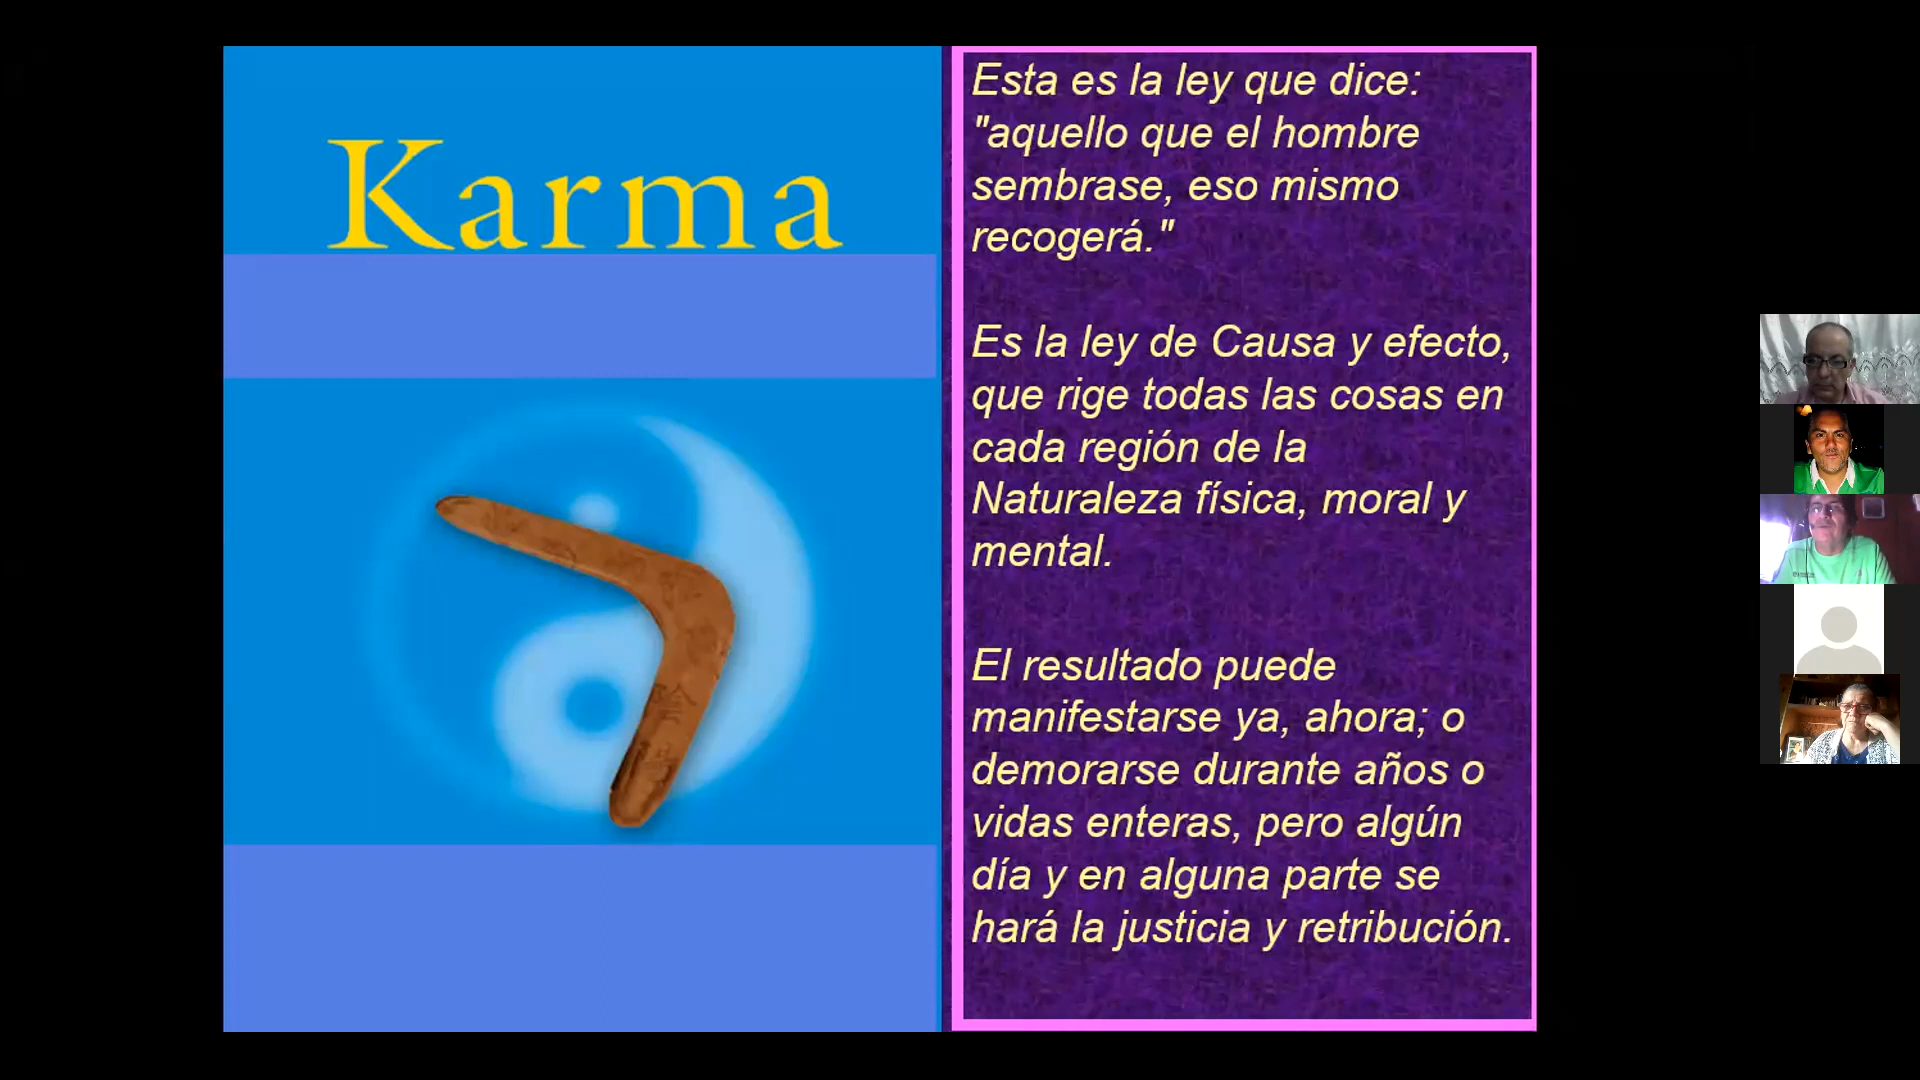 Karma
Esta es la ley que dice:
"aquello que el hombre
sembrase, eso mismo
recogerá."
Es la ley de Causa y efecto,
que rige todas las cosas en
cada región de la
Naturaleza física, moral y
mental.
El resultado puede
manifestarse ya, ahora; o
demorarse durante años o
vidas enteras, pero algún
día y en alguna parte se
hará la justicia y retribución.